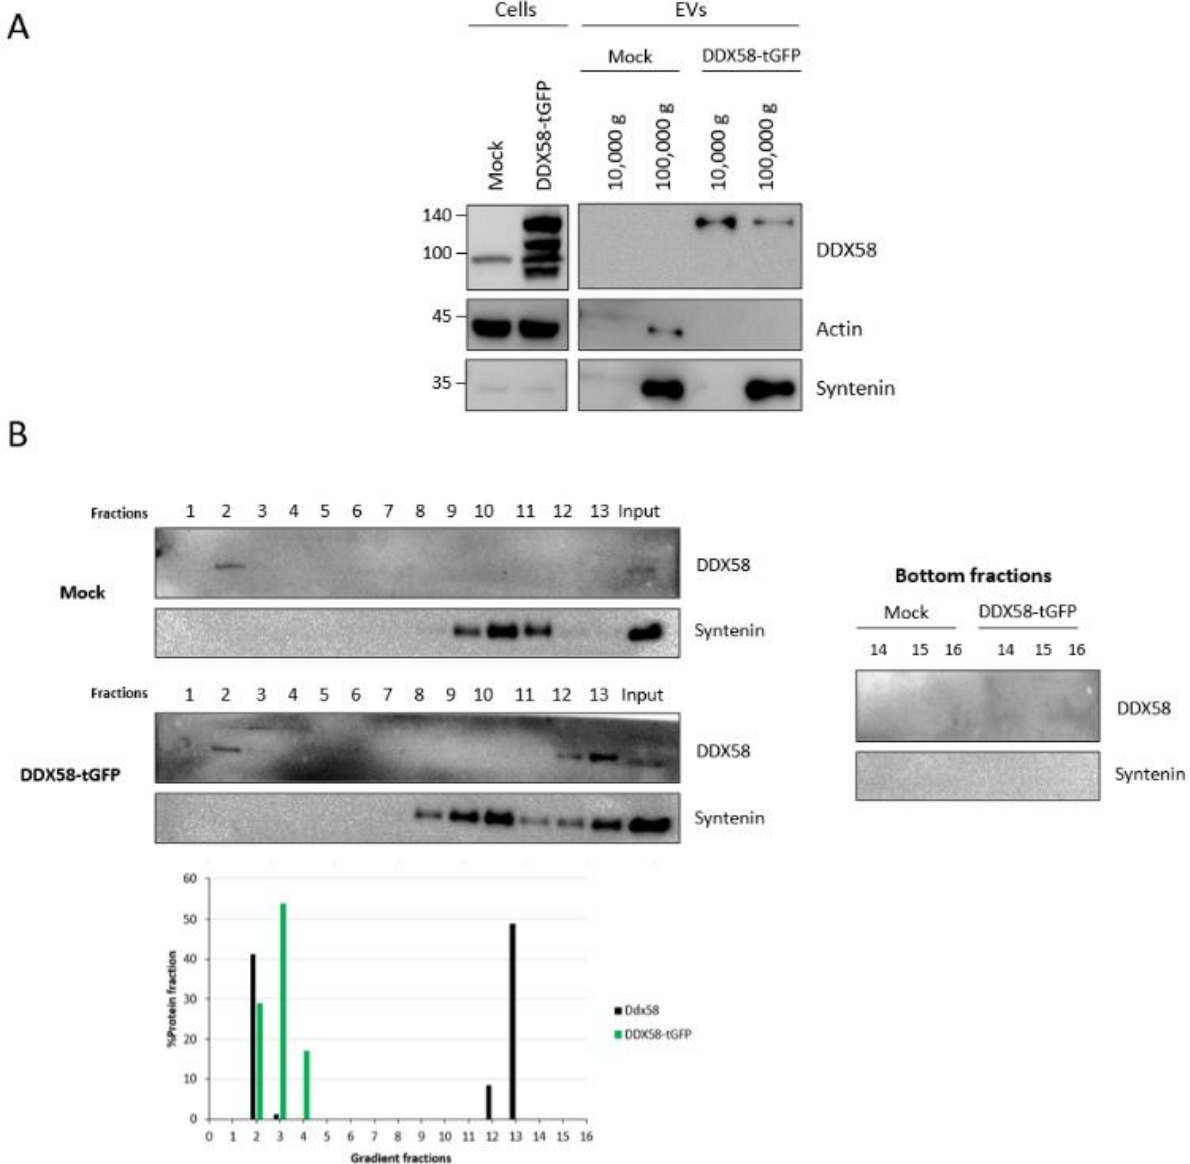 A
Cells EVs
Mock DDX58-tGFP
Mock DDX58-tGFP 10,000 g 100,000 g 10,000 g 100,000 g
140
100
DDX58
45
Actin
35
Syntenin
B
Fractions 1 2 3 4 5 6 7 8 9 10 11 12 13 Input
Mock
DDX58
Syntenin
Fractions 1 2 3 4 5 6 7 8 9 10 11 12 13 Input
DDX58-tGFP
DDX58
Syntenin
Bottom fractions
Mock DDX58-tGFP
14 15 16 14 15 16
DDX58
Syntenin
60
50
40
30
20
10
0
%Protein fraction
0 1 2 3 4 5 6 7 8 9 10 11 12 13 14 15 16
Gradient fractions
Ddx58
DDX58-tGFP